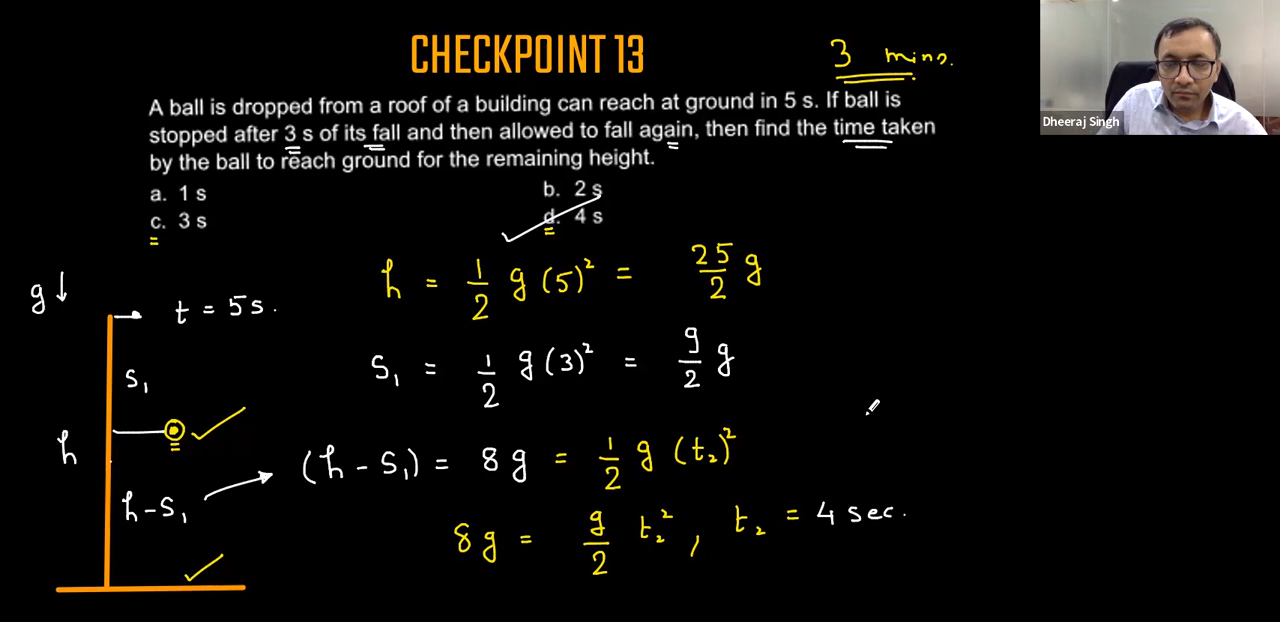 CHECKPOINT 13
3 mins.
Dheeraj Singh
A ball is dropped from a roof of a building can reach at ground in 5 s. If ball is
stopped after 3 s of its fall and then allowed to fall again, then find the time taken
by the ball to reach ground for the remaining height.
a. 1 s
b. 2 s
c. 3 s
d. 4 s
h = 1/2 g (5)² = 25/2 g
g ↓
t = 5 s.
S₁ = 1/2 g (3)² = 9/2 g
S₁
h
(h - S₁) = 8g = 1/2 g (t₂)²
h - S₁
8g = g/2 t₂², t₂ = 4 sec.